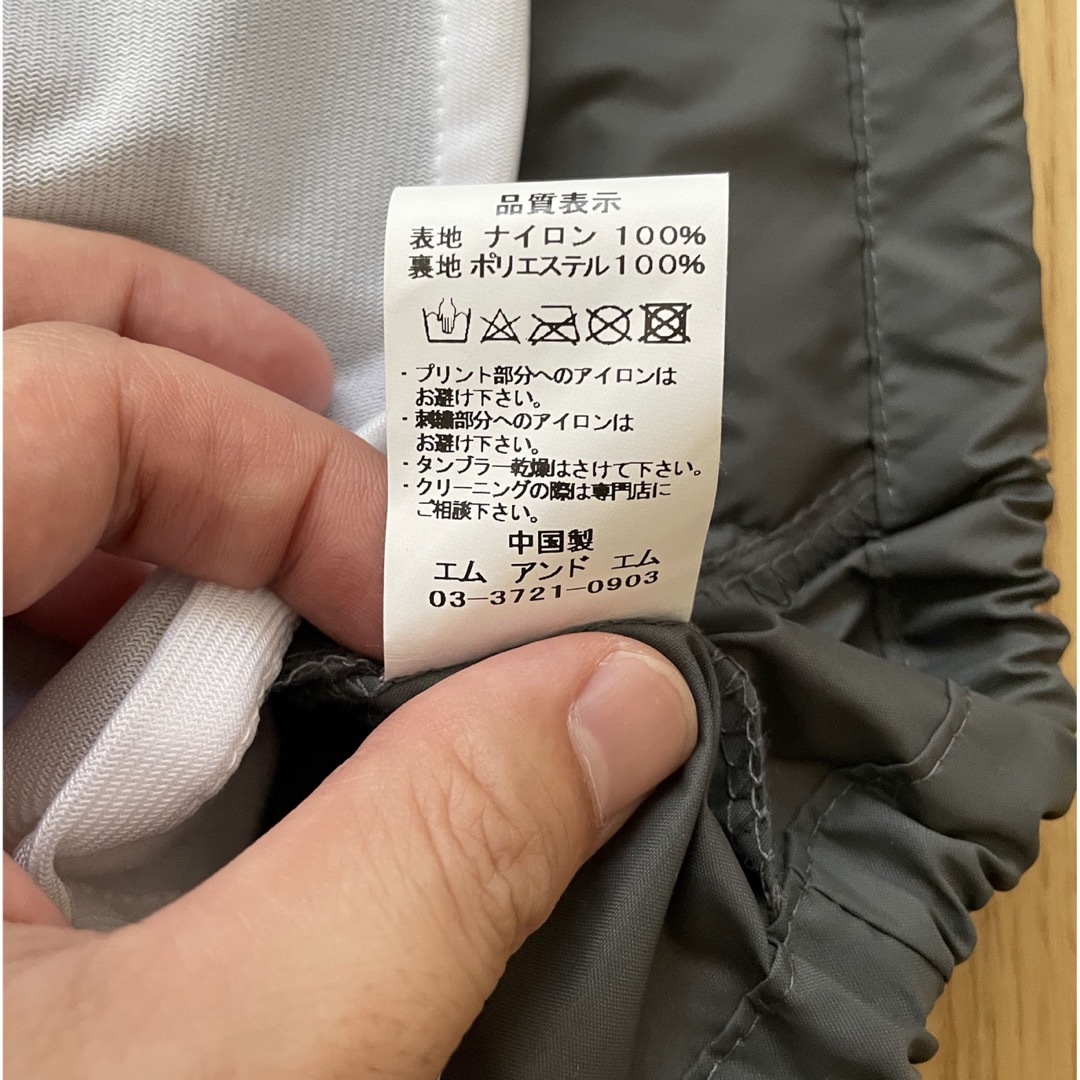 品質表示
表地 ナイロン 100%
裏地 ポリエステル100%
・プリント部分へのアイロンは
お避け下さい。
・刺繍部分へのアイロンは
お避け下さい。
・タンブラー乾燥はさけて下さい。
・クリーニングの際は専門店に
ご相談下さい。
中国製
エム アンド エム
03-3721-0903